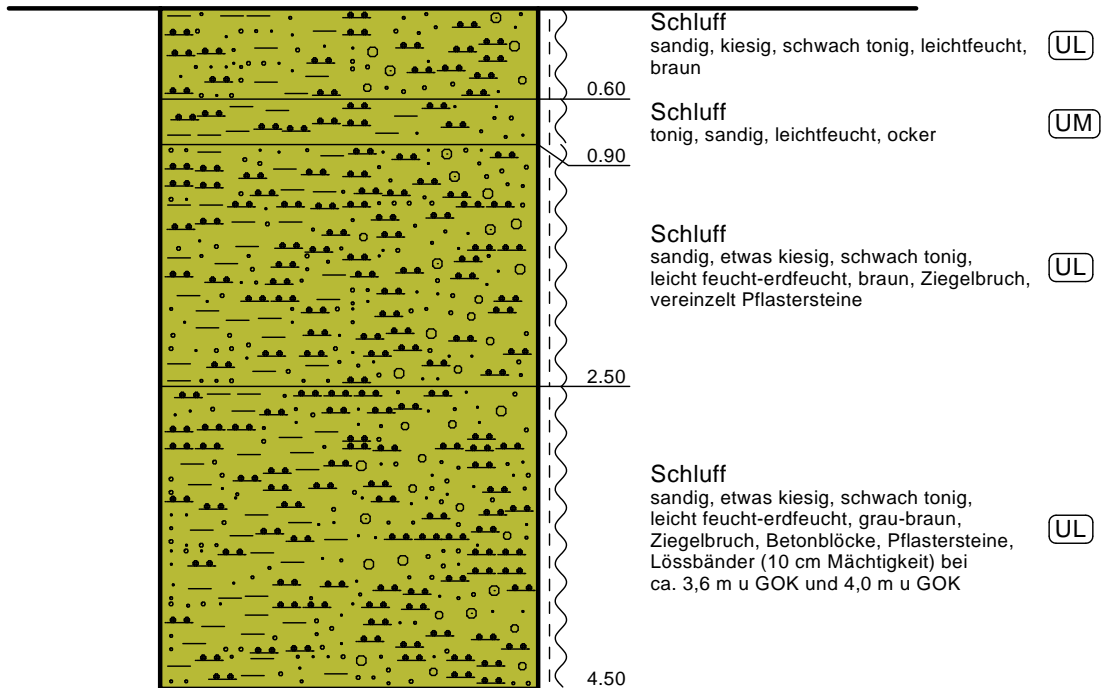 Schluff
sandig, kiesig, schwach tonig, leichtfeucht,
braun
UL
0.60
Schluff
tonig, sandig, leichtfeucht, ocker
UM
0.90
Schluff
sandig, etwas kiesig, schwach tonig,
leicht feucht-erdfeucht, braun, Ziegelbruch,
vereinzelt Pflastersteine
UL
2.50
Schluff
sandig, etwas kiesig, schwach tonig,
leicht feucht-erdfeucht, grau-braun,
Ziegelbruch, Betonblöcke, Pflastersteine,
Lössbänder (10 cm Mächtigkeit) bei
ca. 3,6 m u GOK und 4,0 m u GOK
UL
4.50